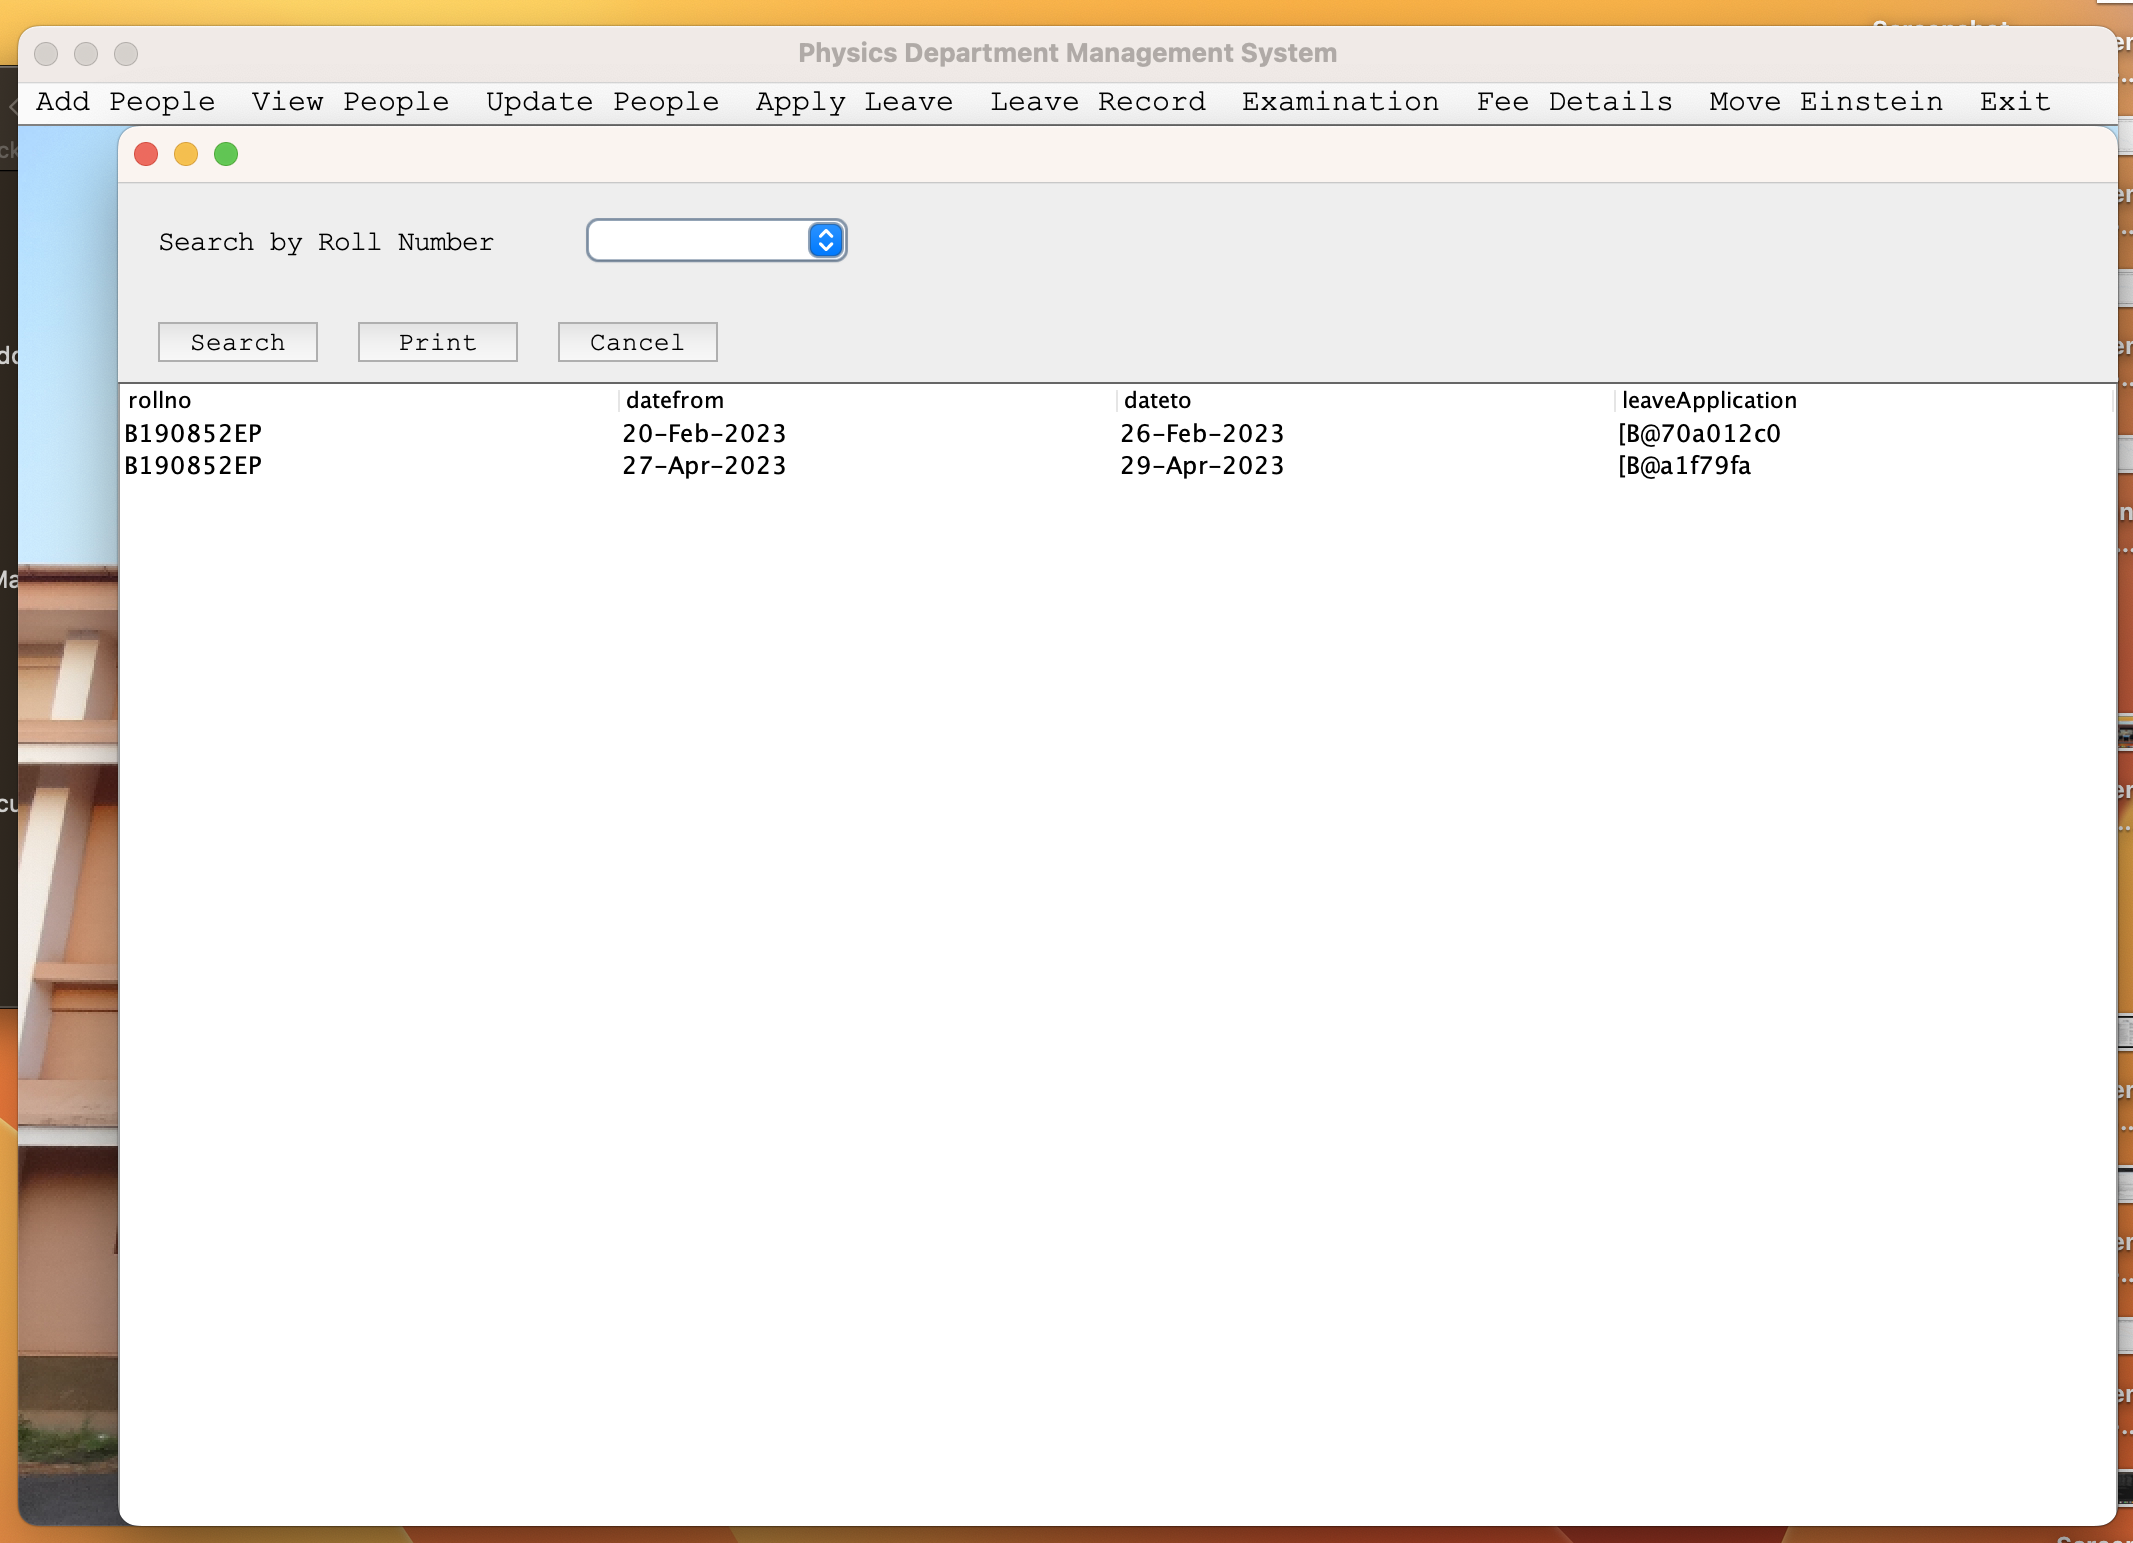 Physics Department Management System
Add People View People Update People Apply Leave Leave Record Examination Fee Details Move Einstein Exit
Search by Roll Number
Search Print Cancel
rollno datefrom dateto leaveApplication
B190852EP 20-Feb-2023 26-Feb-2023 [B@70a012c0
B190852EP 27-Apr-2023 29-Apr-2023 [B@a1f79fa